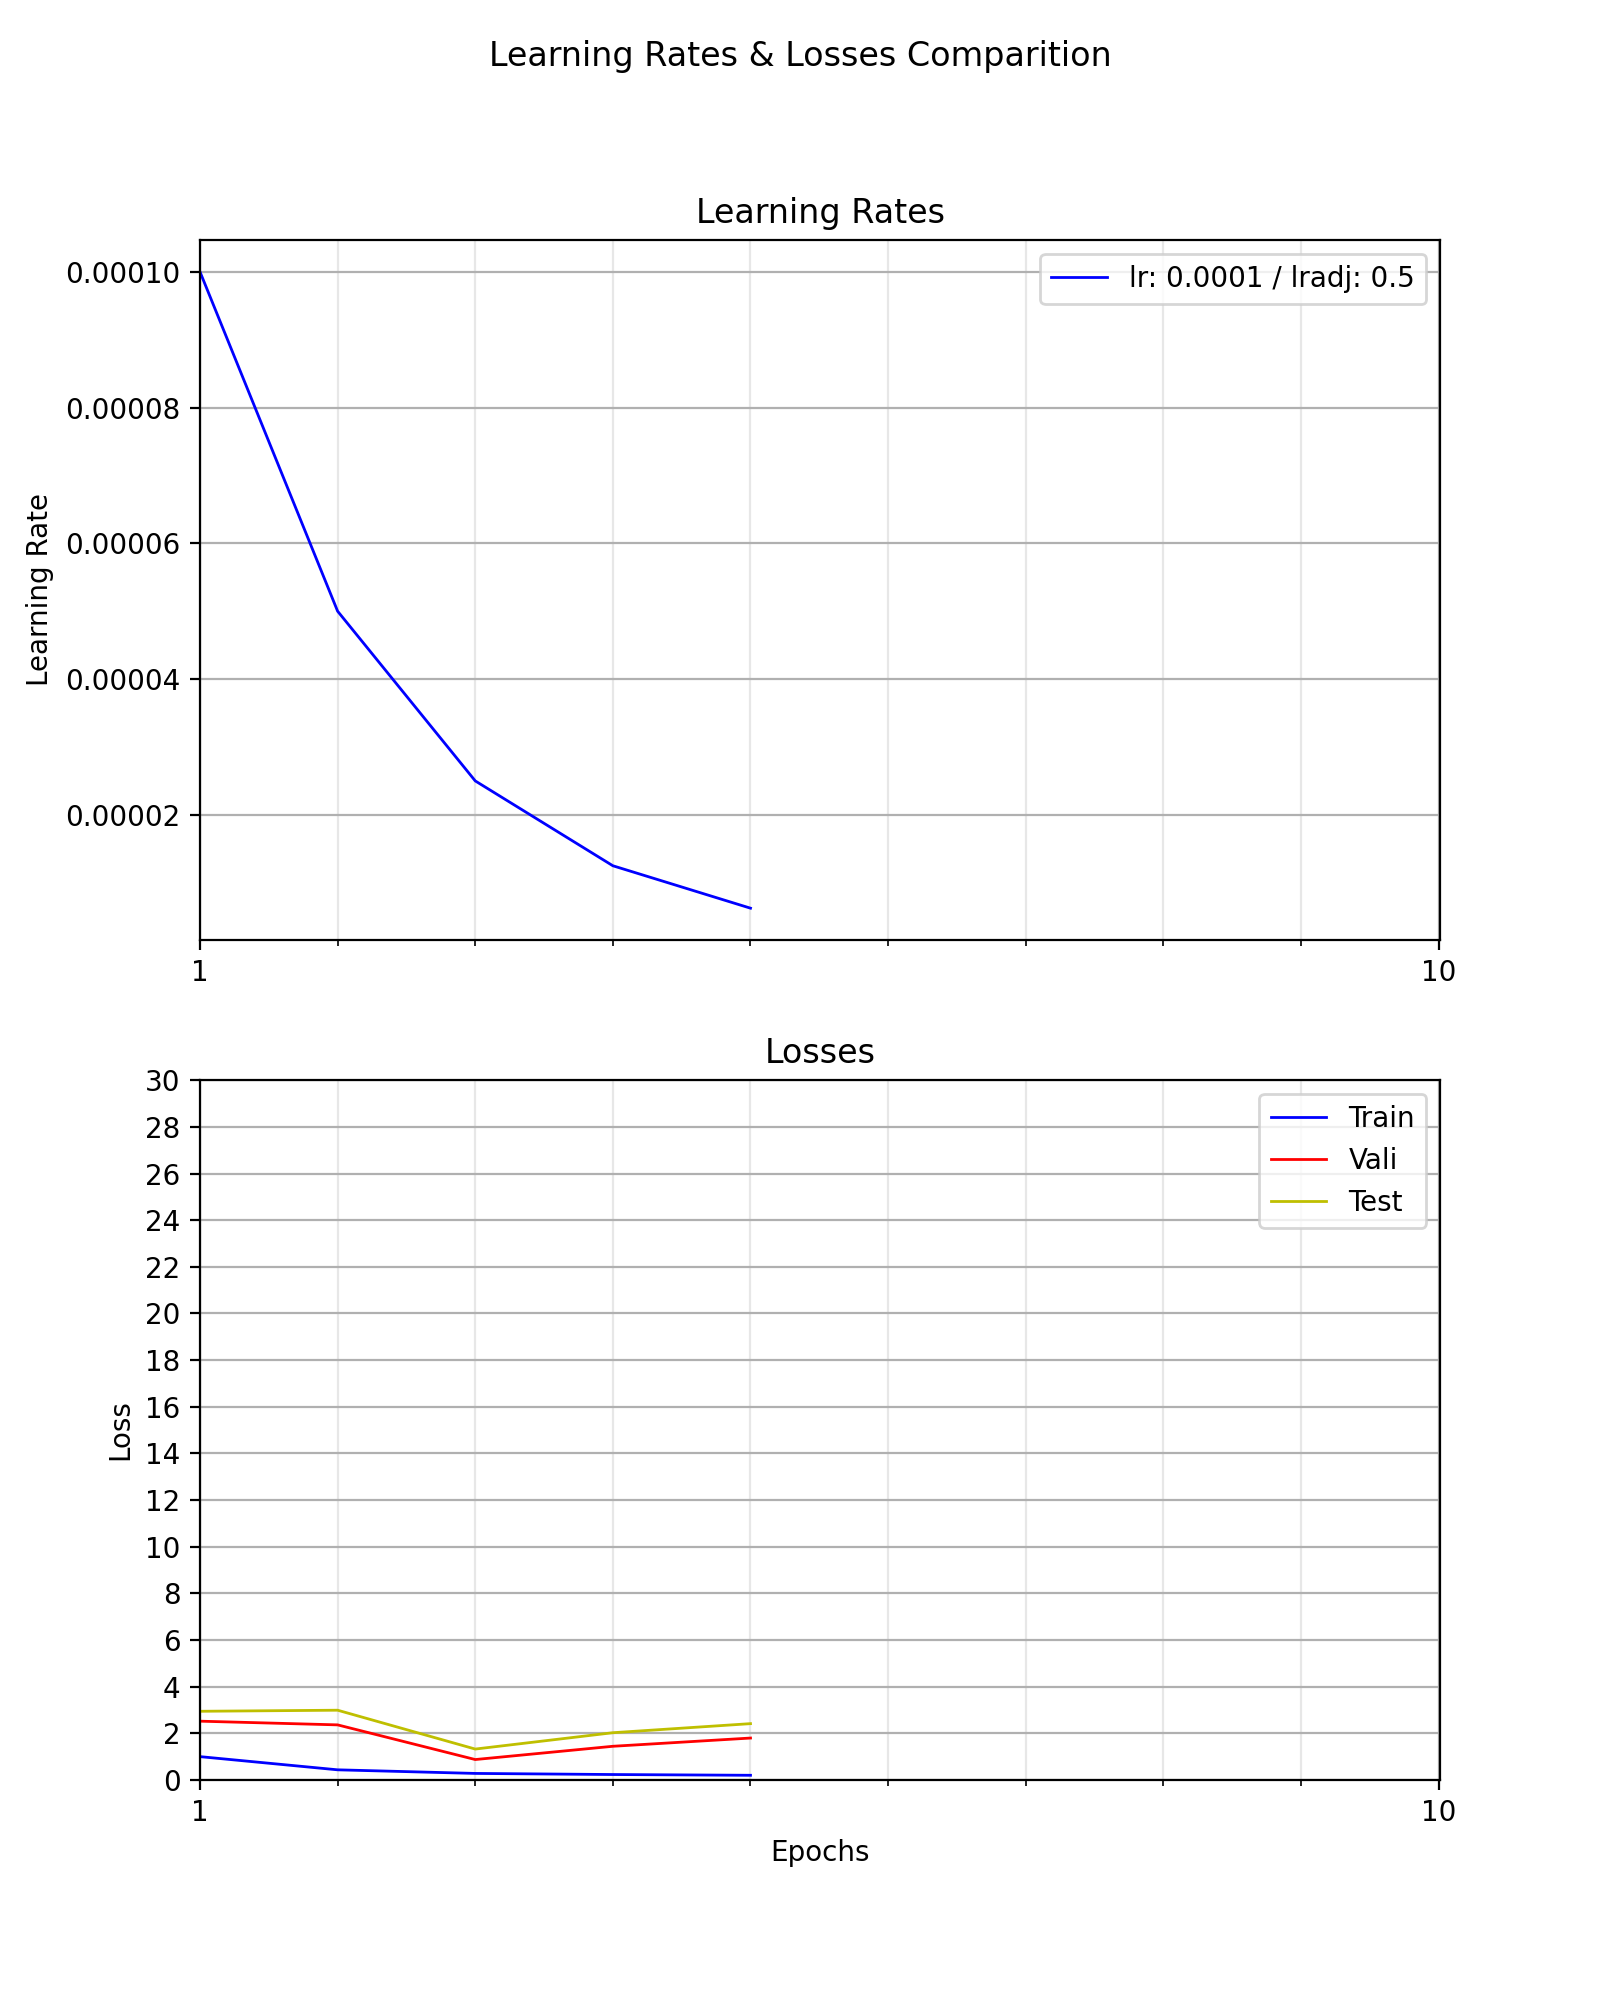 Learning Rates & Losses Comparition
Learning Rates
lr: 0.0001 / lradj: 0.5
0.00010
0.00008
0.00006
0.00004
0.00002
Learning Rate
1 10
Losses
Train
Vali
Test
30
28
26
24
22
20
18
16
14
12
10
8
6
4
2
0
Loss
1 10
Epochs